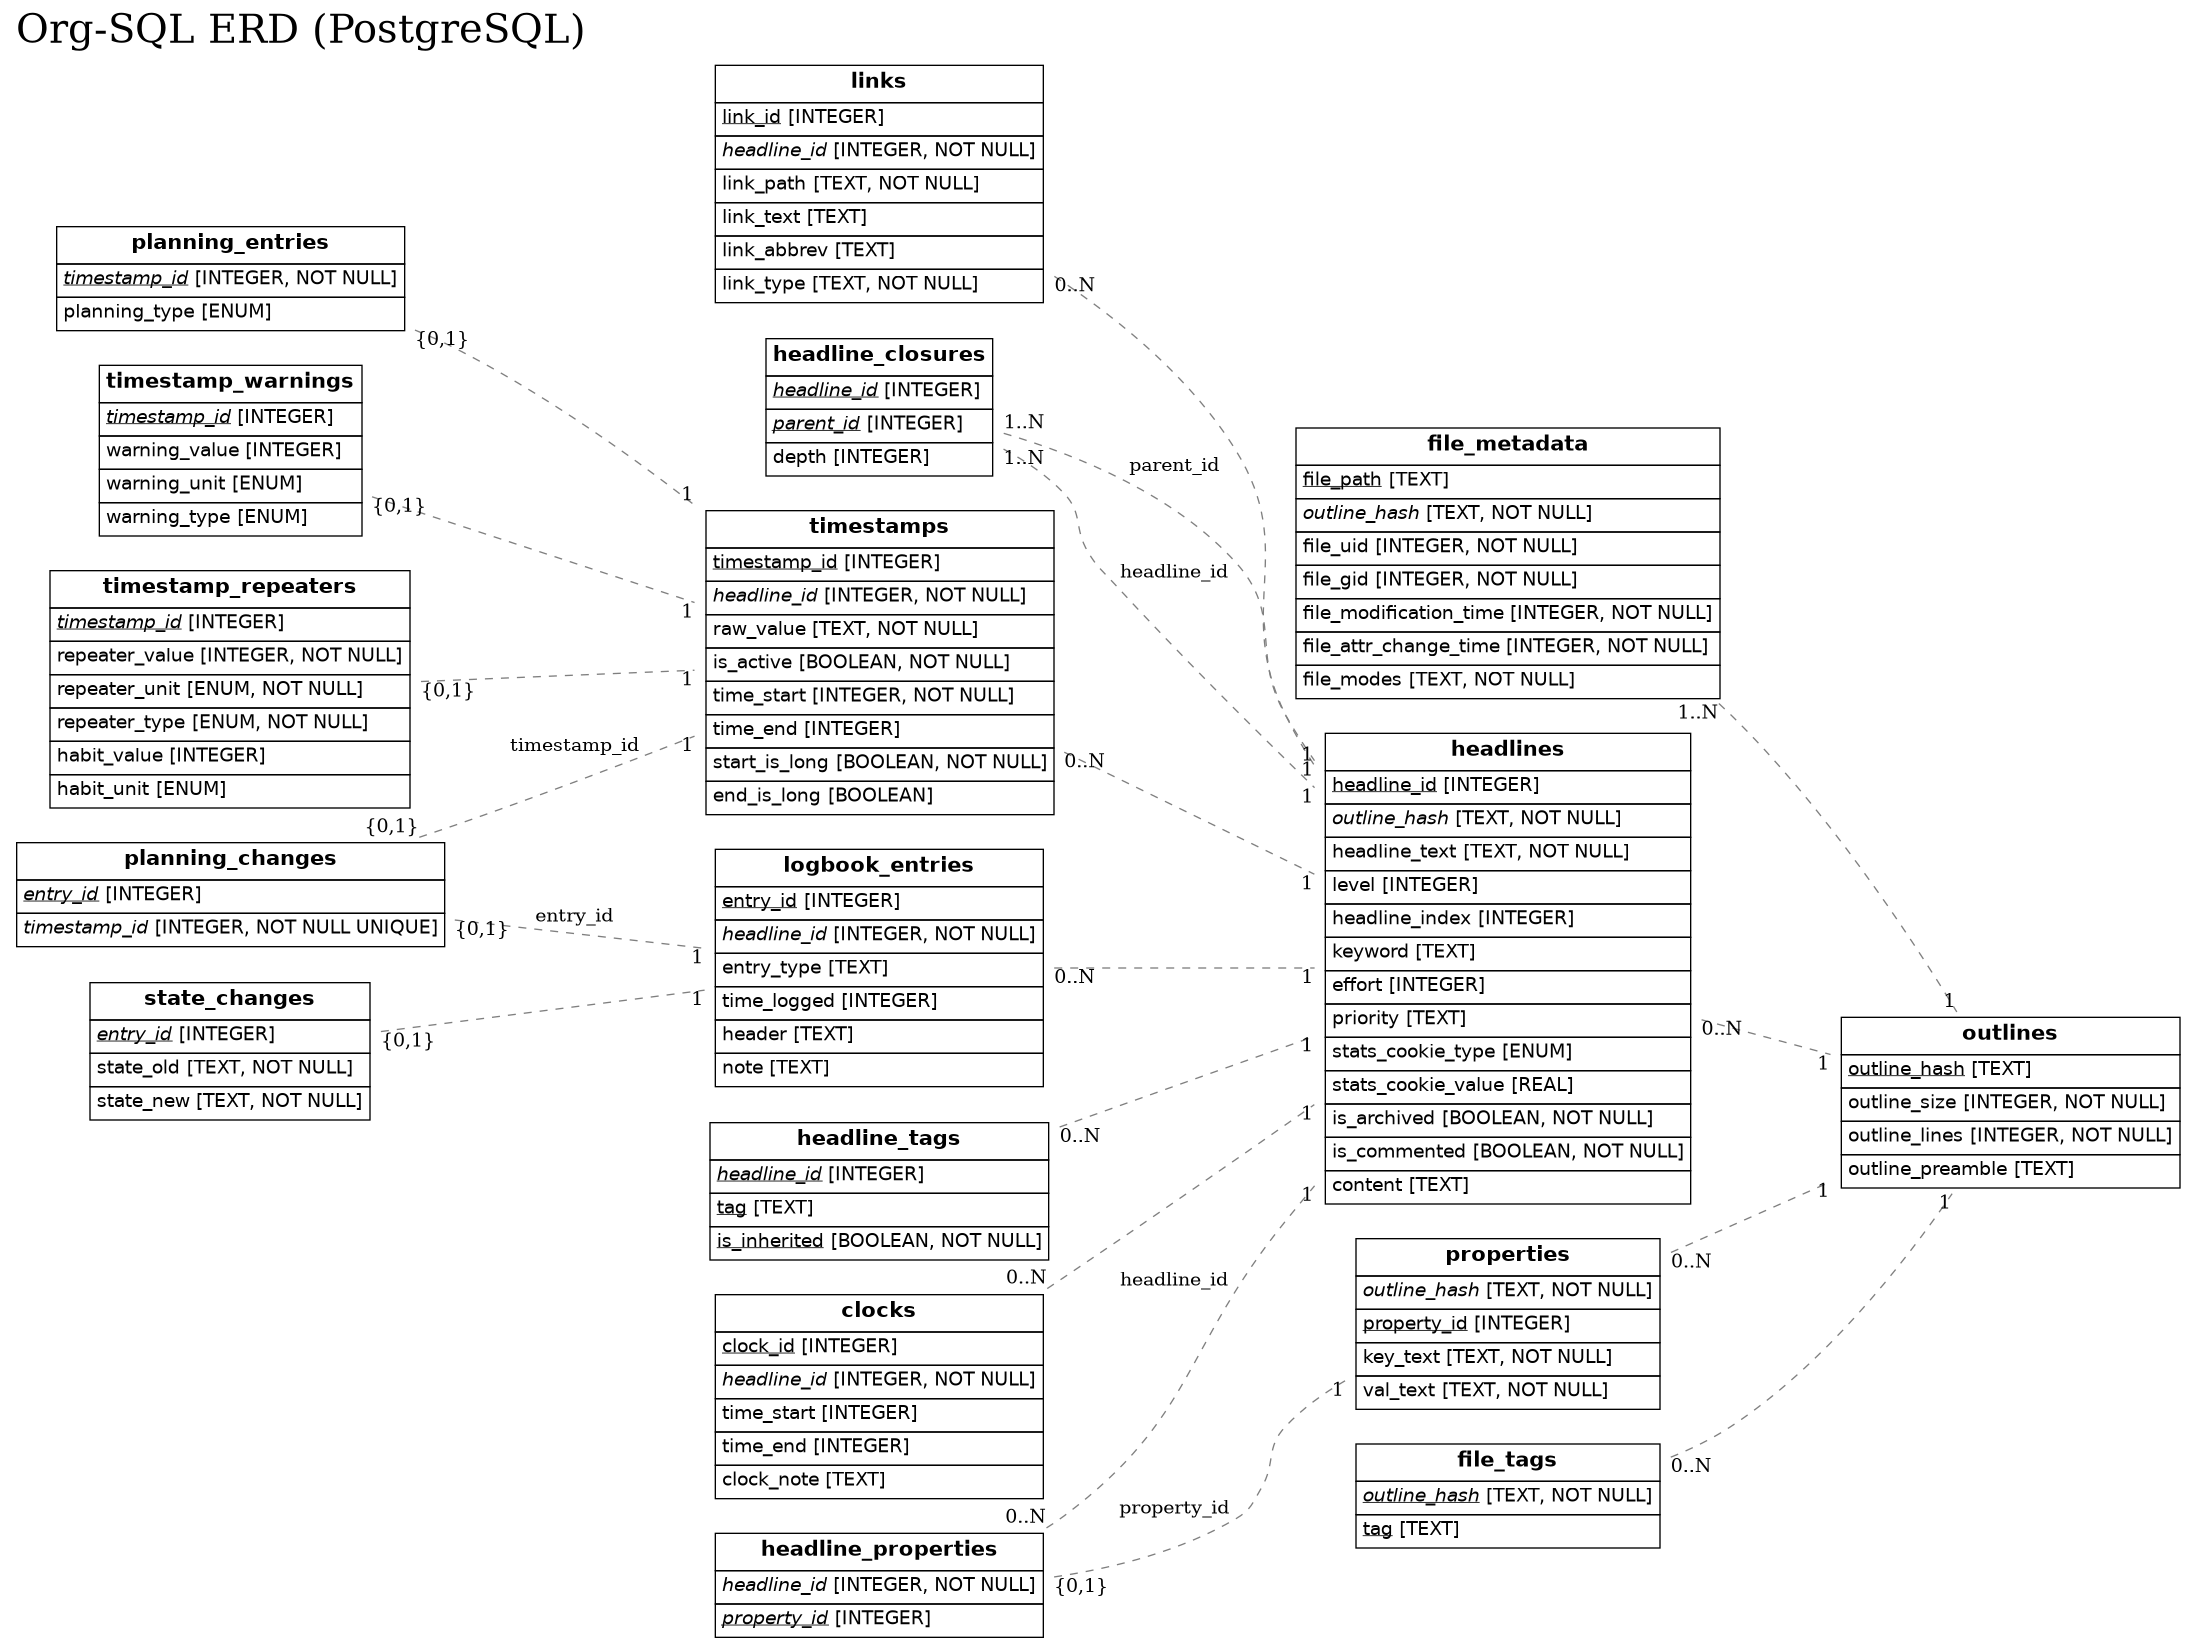 Org-SQL ERD (PostgreSQL)
links
link_id [INTEGER]
headline_id [INTEGER, NOT NULL]
link_path [TEXT, NOT NULL]
link_text [TEXT]
link_abbrev [TEXT]
link_type [TEXT, NOT NULL]
0..N
planning_entries
timestamp_id [INTEGER, NOT NULL]
planning_type [ENUM]
{0,1}
1
headline_closures
headline_id [INTEGER]
parent_id [INTEGER]
depth [INTEGER]
1..N
1..N
parent_id
headline_id
timestamp_warnings
timestamp_id [INTEGER]
warning_value [INTEGER]
warning_unit [ENUM]
warning_type [ENUM]
{0,1}
1
timestamps
timestamp_id [INTEGER]
headline_id [INTEGER, NOT NULL]
raw_value [TEXT, NOT NULL]
is_active [BOOLEAN, NOT NULL]
time_start [INTEGER, NOT NULL]
time_end [INTEGER]
start_is_long [BOOLEAN, NOT NULL]
end_is_long [BOOLEAN]
0..N
1
timestamp_repeaters
timestamp_id [INTEGER]
repeater_value [INTEGER, NOT NULL]
repeater_unit [ENUM, NOT NULL]
repeater_type [ENUM, NOT NULL]
habit_value [INTEGER]
habit_unit [ENUM]
{0,1}
1
timestamp_id
{0,1}
1
file_metadata
file_path [TEXT]
outline_hash [TEXT, NOT NULL]
file_uid [INTEGER, NOT NULL]
file_gid [INTEGER, NOT NULL]
file_modification_time [INTEGER, NOT NULL]
file_attr_change_time [INTEGER, NOT NULL]
file_modes [TEXT, NOT NULL]
1..N
1
planning_changes
entry_id [INTEGER]
timestamp_id [INTEGER, NOT NULL UNIQUE]
{0,1}
entry_id
1
logbook_entries
entry_id [INTEGER]
headline_id [INTEGER, NOT NULL]
entry_type [TEXT]
time_logged [INTEGER]
header [TEXT]
note [TEXT]
0..N
1
state_changes
entry_id [INTEGER]
state_old [TEXT, NOT NULL]
state_new [TEXT, NOT NULL]
{0,1}
1
1
1
1
headlines
headline_id [INTEGER]
outline_hash [TEXT, NOT NULL]
headline_text [TEXT, NOT NULL]
level [INTEGER]
headline_index [INTEGER]
keyword [TEXT]
effort [INTEGER]
priority [TEXT]
stats_cookie_type [ENUM]
stats_cookie_value [REAL]
is_archived [BOOLEAN, NOT NULL]
is_commented [BOOLEAN, NOT NULL]
content [TEXT]
0..N
1
outlines
outline_hash [TEXT]
outline_size [INTEGER, NOT NULL]
outline_lines [INTEGER, NOT NULL]
outline_preamble [TEXT]
1
1
headline_tags
headline_id [INTEGER]
tag [TEXT]
is_inherited [BOOLEAN, NOT NULL]
0..N
1
clocks
clock_id [INTEGER]
headline_id [INTEGER, NOT NULL]
time_start [INTEGER]
time_end [INTEGER]
clock_note [TEXT]
0..N
1
headline_id
0..N
1
properties
outline_hash [TEXT, NOT NULL]
property_id [INTEGER]
key_text [TEXT, NOT NULL]
val_text [TEXT, NOT NULL]
0..N
1
file_tags
outline_hash [TEXT, NOT NULL]
tag [TEXT]
0..N
headline_properties
headline_id [INTEGER, NOT NULL]
property_id [INTEGER]
{0,1}
property_id